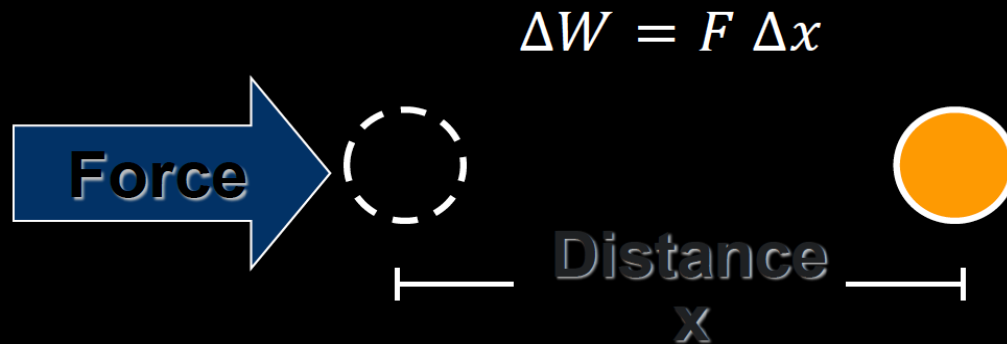 ΔW = F Δx
Force
Distance
x